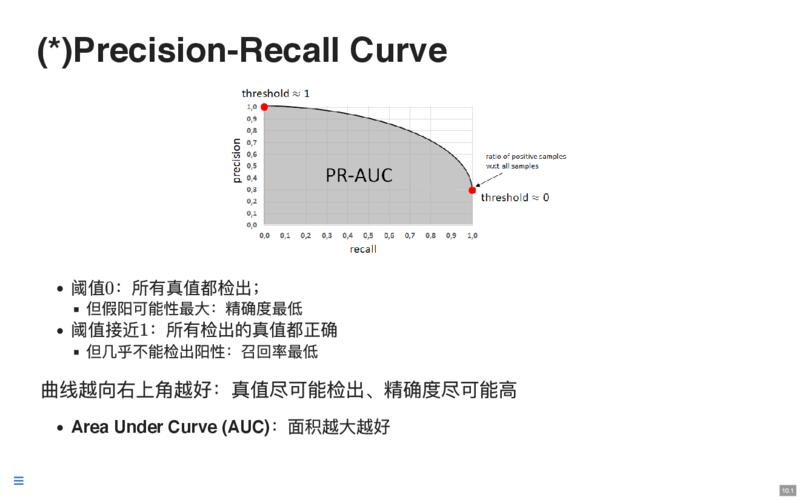 (*)Precision-Recall Curve
threshold ≈ 1
1,0
0,9
0,8
0,7
0,6
0,5
0,4
0,3
0,2
0,1
0,0
precision
PR-AUC
ratio of positive samples
w.r.t all samples
threshold ≈ 0
0,0 0,1 0,2 0,3 0,4 0,5 0,6 0,7 0,8 0,9 1,0
recall
• 阈值0：所有真值都检出；
▪ 但假阳可能性最大：精确度最低
• 阈值接近1：所有检出的真值都正确
▪ 但几乎不能检出阳性：召回率最低
曲线越向右上角越好：真值尽可能检出、精确度尽可能高
• Area Under Curve (AUC)：面积越大越好
10.1